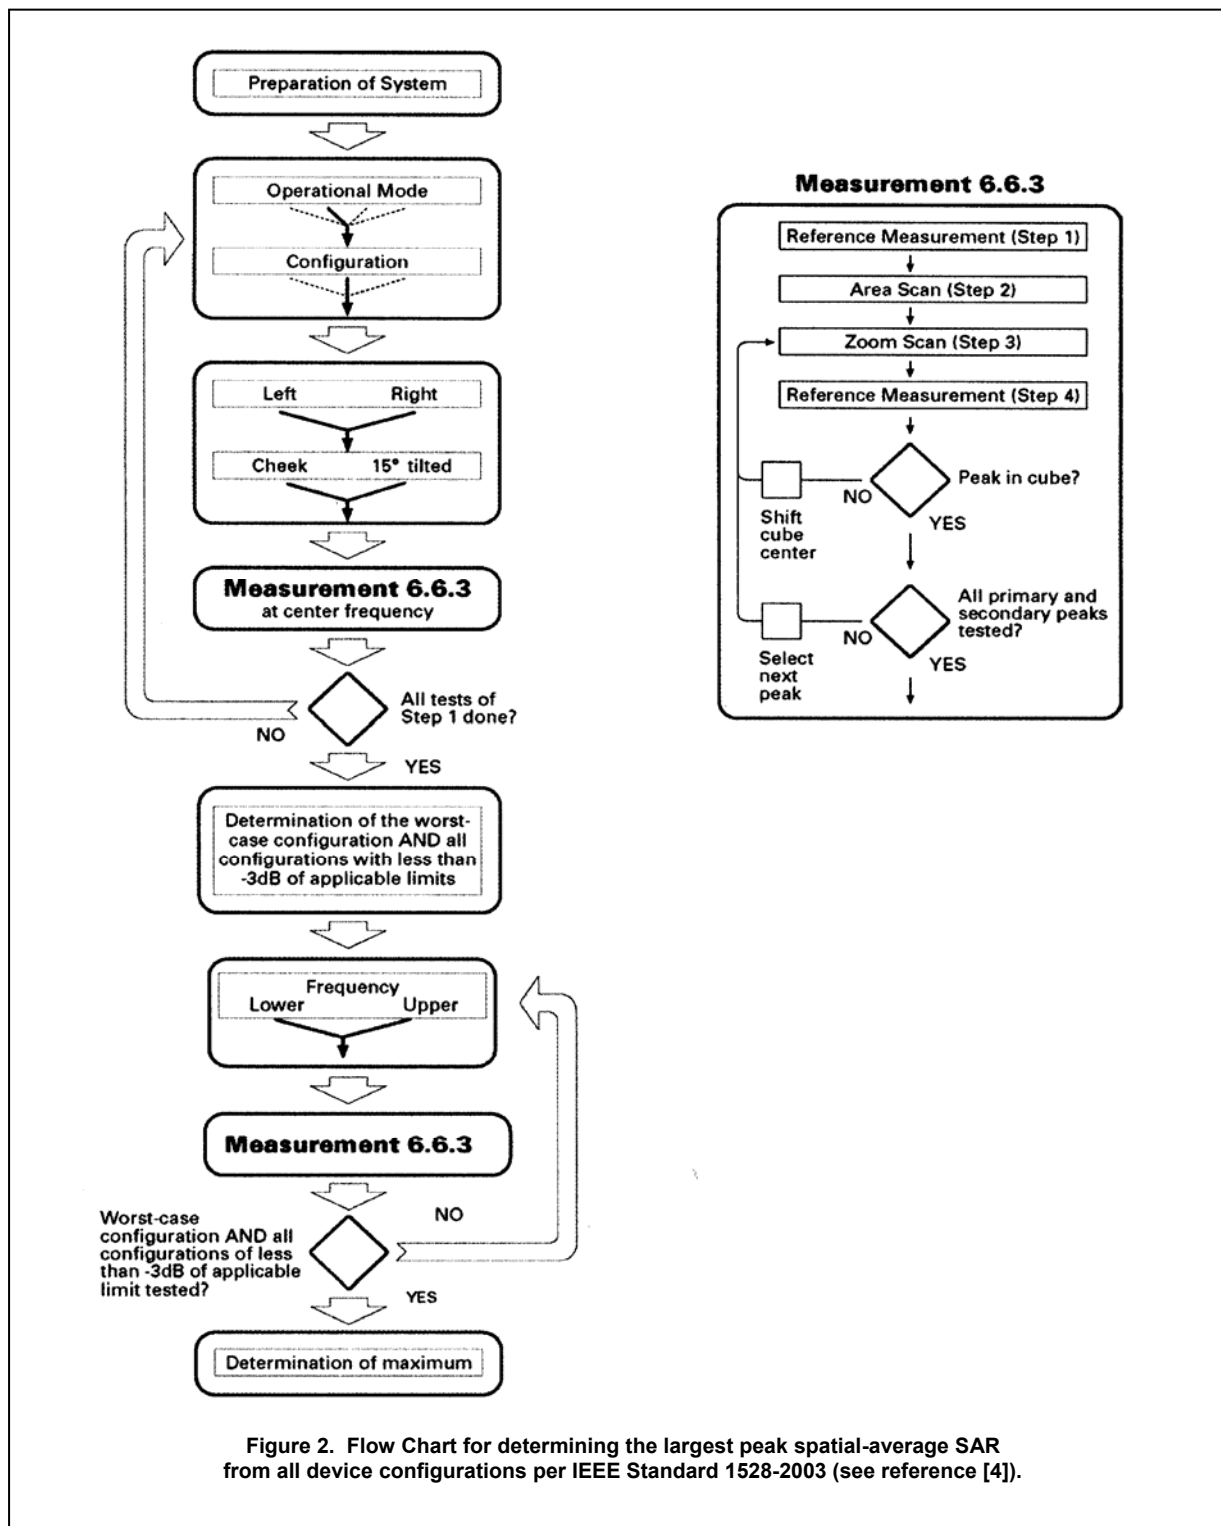 Preparation of System
Operational Mode
Configuration
Left Right
Cheek 15° tilted
Measurement 6.6.3
at center frequency
All tests of
Step 1 done?
NO
YES
Determination of the worst-
case configuration AND all
configurations with less than
-3dB of applicable limits
Frequency
Lower Upper
Measurement 6.6.3
NO
Worst-case
configuration AND all
configurations of less
than -3dB of applicable
limit tested?
YES
Determination of maximum
Measurement 6.6.3
Reference Measurement (Step 1)
Area Scan (Step 2)
Zoom Scan (Step 3)
Reference Measurement (Step 4)
Peak in cube?
NO
YES
Shift
cube
center
All primary and
secondary peaks
tested?
NO
YES
Select
next
peak
Figure 2. Flow Chart for determining the largest peak spatial-average SAR
from all device configurations per IEEE Standard 1528-2003 (see reference [4]).